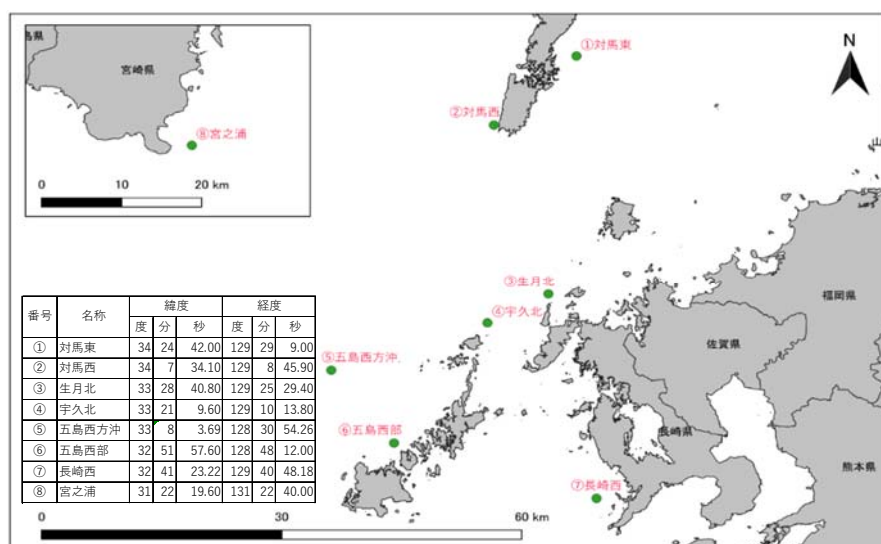 島県
宮崎県
⑧宮之浦
0 10 20 km
①対馬東
N
②対馬西
山
③生月北
④宇久北
福岡県
佐賀県
⑤五島西方沖
⑥五島西部
長崎県
熊本県
⑦長崎西
番号 名称 緯度 経度
度 分 秒 度 分 秒
① 対馬東 34 24 42.00 129 29 9.00
② 対馬西 34 7 34.10 129 8 45.90
③ 生月北 33 28 40.80 129 25 29.40
④ 宇久北 33 21 9.60 129 10 13.80
⑤ 五島西方沖 33 8 3.69 128 30 54.26
⑥ 五島西部 32 51 57.60 128 48 12.00
⑦ 長崎西 32 41 23.22 129 40 48.18
⑧ 宮之浦 31 22 19.60 131 22 40.00
0 30 60 km